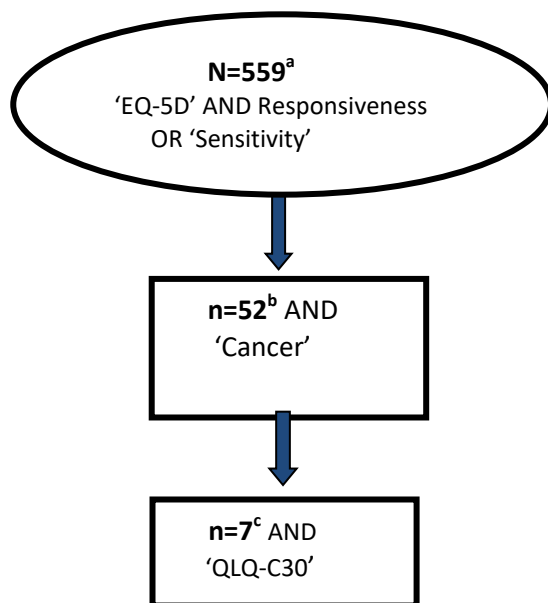 N=559ᵃ
‘EQ-5D’ AND Responsiveness
OR ‘Sensitivity’
n=52ᵇ AND
‘Cancer’
n=7ᶜ AND
‘QLQ-C30’